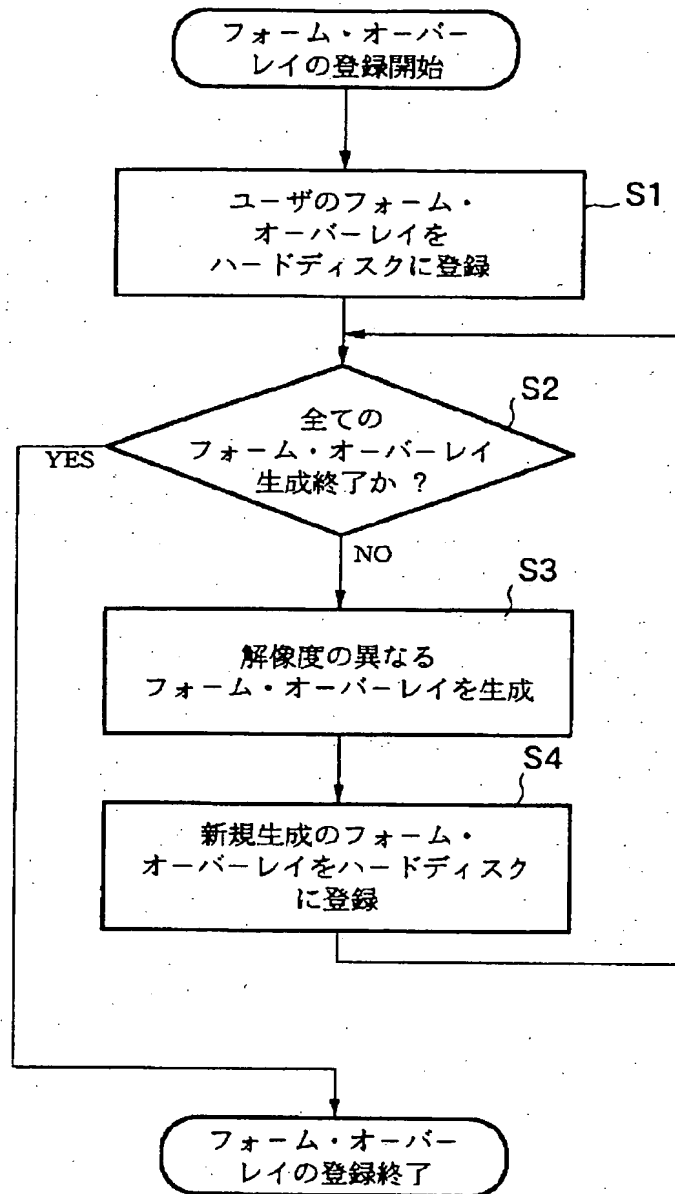 フォーム・オーバー
レイの登録開始
ユーザのフォーム・
オーバーレイを
ハードディスクに登録
S1
S2
全ての
フォーム・オーバーレイ
生成終了か ?
YES
NO
S3
解像度の異なる
フォーム・オーバーレイを生成
S4
新規生成のフォーム・
オーバーレイをハードディスク
に登録
フォーム・オーバー
レイの登録終了